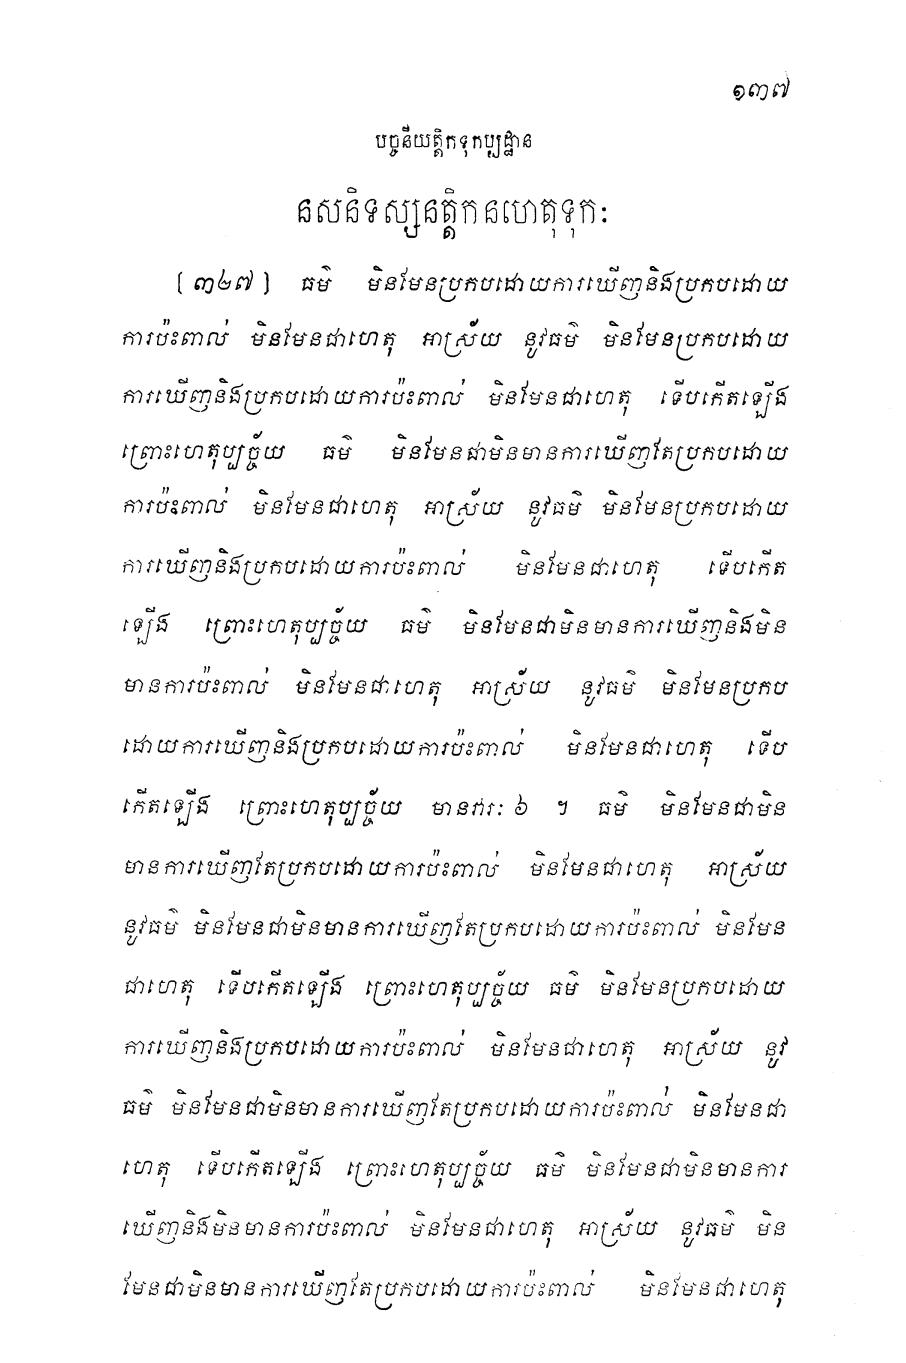 ១៣៧
បច្ចនីយត្តិកទុកប្បដ្ឋាន
នសនិទស្សនត្តិកនហេតុទុកៈ
[៣៤៧] ធម៌ មិនមែនប្រកបដោយការឃើញនិងប្រកបដោយ
ការប៉ះពាល់ មិនមែនជាហេតុ អាស្រ័យ នូវធម៌ មិនមែនប្រកបដោយ
ការឃើញនិងប្រកបដោយការប៉ះពាល់ មិនមែនជាហេតុ ទើបកើតឡើង
ព្រោះហេតុប្បច្ច័យ ធម៌ មិនមែនជាមិនមានការឃើញតែប្រកបដោយ
ការប៉ះពាល់ មិនមែនជាហេតុ អាស្រ័យ នូវធម៌ មិនមែនប្រកបដោយ
ការឃើញនិងប្រកបដោយការប៉ះពាល់ មិនមែនជាហេតុ ទើបកើត
ឡើង ព្រោះហេតុប្បច្ច័យ ធម៌ មិនមែនជាមិនមានការឃើញនិងមិន
មានការប៉ះពាល់ មិនមែនជាហេតុ អាស្រ័យ នូវធម៌ មិនមែនប្រកប
ដោយការឃើញនិងប្រកបដោយការប៉ះពាល់ មិនមែនជាហេតុ ទើប
កើតឡើង ព្រោះហេតុប្បច្ច័យ មានវារៈ ៦ ។ ធម៌ មិនមែនជាមិន
មានការឃើញតែប្រកបដោយការប៉ះពាល់ មិនមែនជាហេតុ អាស្រ័យ
នូវធម៌ មិនមែនជាមិនមានការឃើញតែប្រកបដោយការប៉ះពាល់ មិនមែន
ជាហេតុ ទើបកើតឡើង ព្រោះហេតុប្បច្ច័យ ធម៌ មិនមែនប្រកបដោយ
ការឃើញនិងប្រកបដោយការប៉ះពាល់ មិនមែនជាហេតុ អាស្រ័យ នូវ
ធម៌ មិនមែនជាមិនមានការឃើញតែប្រកបដោយការប៉ះពាល់ មិនមែនជា
ហេតុ ទើបកើតឡើង ព្រោះហេតុប្បច្ច័យ ធម៌ មិនមែនជាមិនមានការ
ឃើញនិងមិនមានការប៉ះពាល់ មិនមែនជាហេតុ អាស្រ័យ នូវធម៌ មិន
មែនជាមិនមានការឃើញតែប្រកបដោយការប៉ះពាល់ មិនមែនជាហេតុ